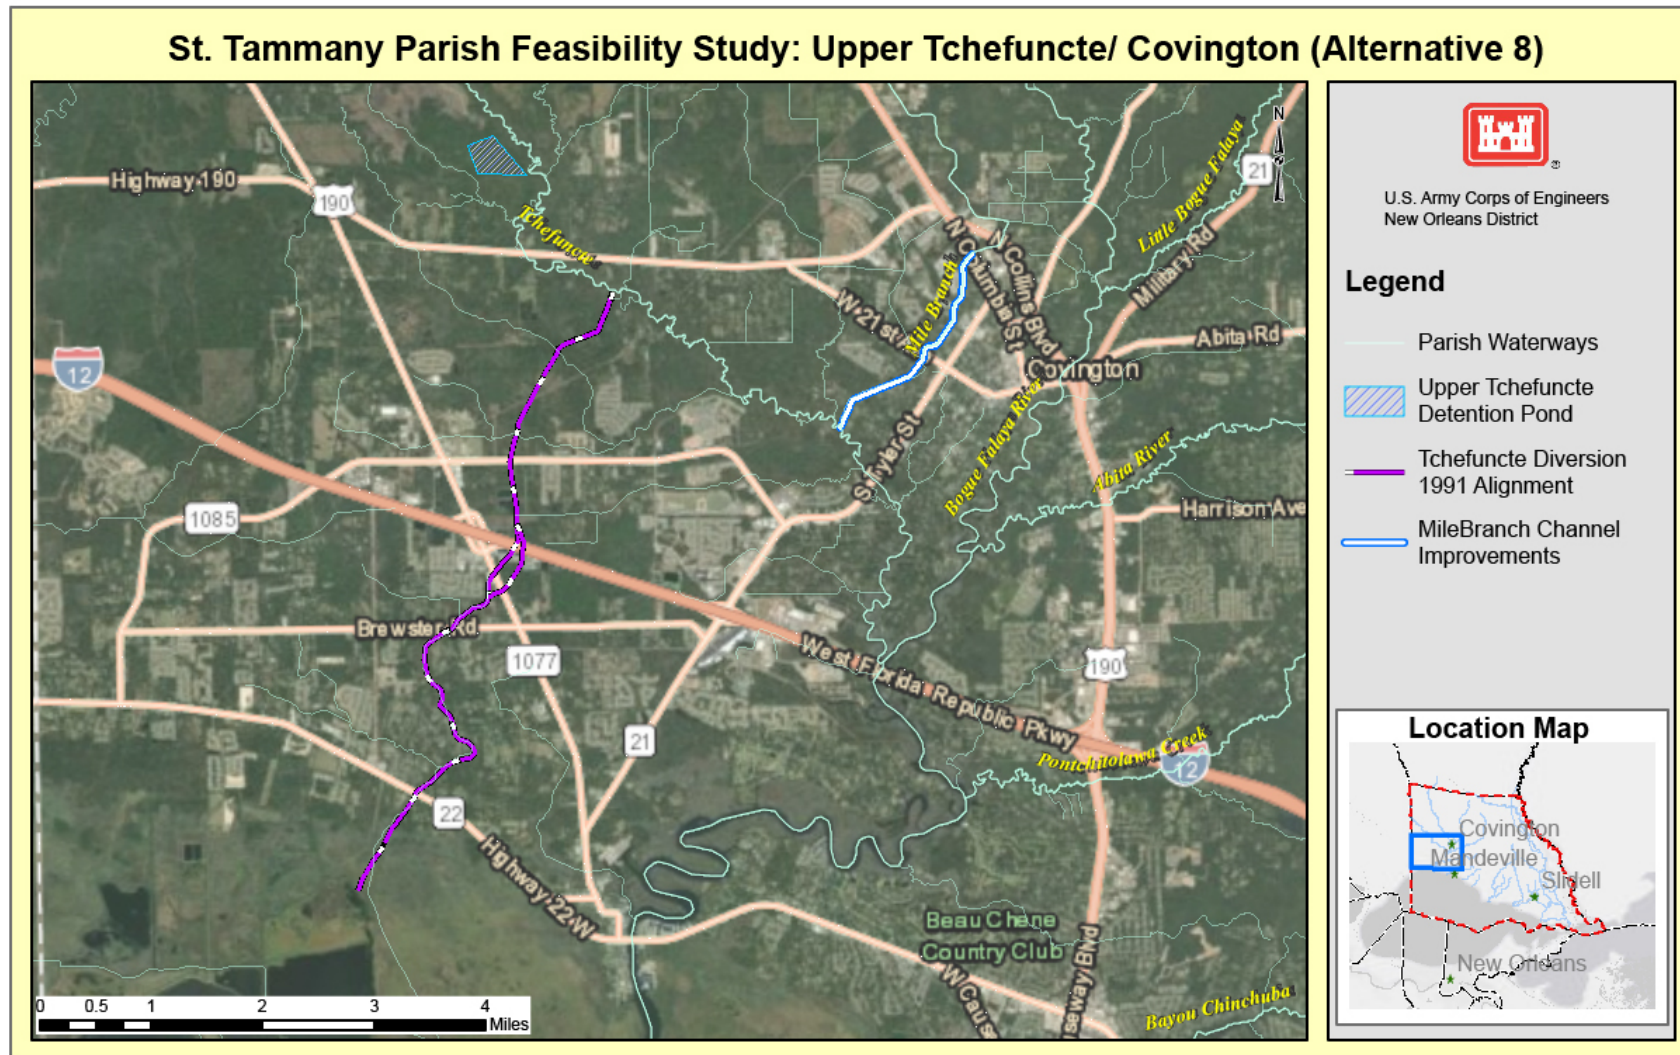 St. Tammany Parish Feasibility Study: Upper Tchefuncte/ Covington (Alternative 8)
Highway 190
190
Tchefuncte
N
21
Little Bogue Falaya
Military Rd
N Collins Blvd
N Columbia St
Mile Branch
W 21st
Abita Rd
Covington
12
Bogue Falaya River
Abita River
S Tyler St
1085
Harrison Ave
Brewster Rd
1077
West Florida Republic Pkwy
190
21
Pontchitolawa Creek
12
22
Highway 22 W
Beau Chene
Country Club
W Caus
seway Blvd
Bayou Chinchuba
0 0.5 1 2 3 4
Miles
®
U.S. Army Corps of Engineers
New Orleans District
Legend
Parish Waterways
Upper Tchefuncte
Detention Pond
Tchefuncte Diversion
1991 Alignment
MileBranch Channel
Improvements
Location Map
Covington
Mandeville
Slidell
New Orleans